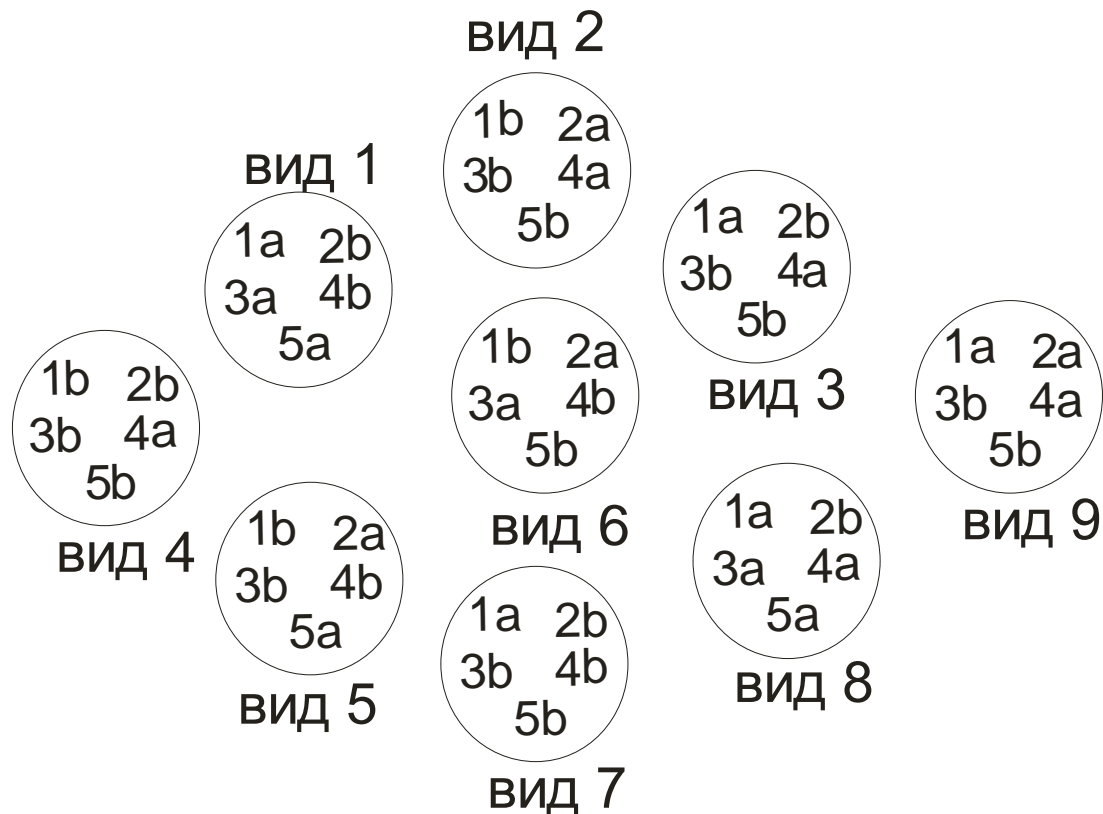 вид 1
1a 2b
3a 4b
5a
вид 2
1b 2a
3b 4a
5b
1a 2b
3b 4a
5b
вид 3
1b 2b
3b 4a
5b
вид 4
1b 2a
3b 4b
5a
вид 5
1b 2a
3a 4b
5b
вид 6
1a 2b
3b 4b
5b
вид 7
1a 2b
3a 4a
5a
вид 8
1a 2a
3b 4a
5b
вид 9